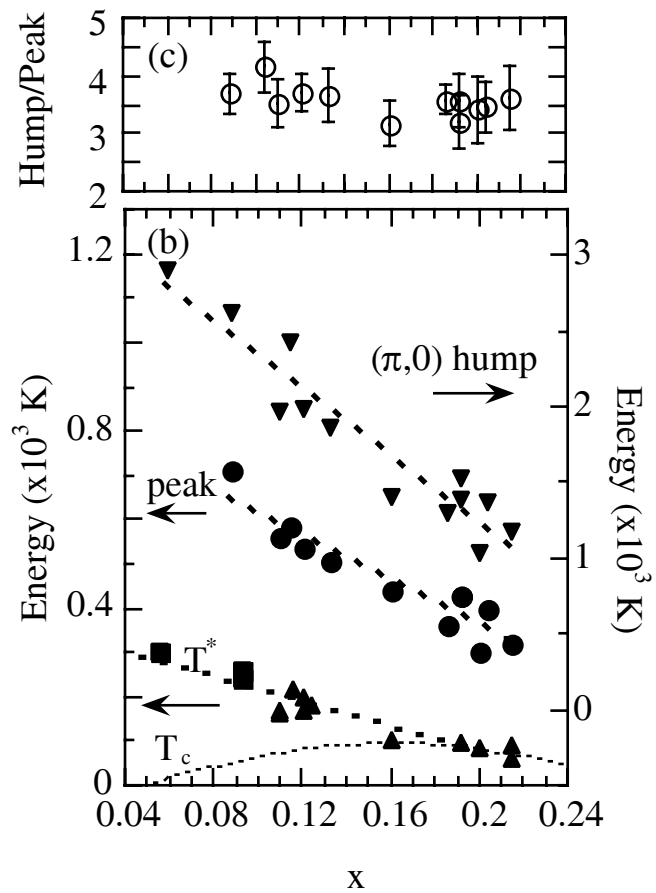 5
(c)
4
3
2
Hump/Peak
(b)
1.2
3
(π,0) hump
2
0.8
peak
1
0.4
T*
0
T_c
0
0.04 0.08 0.12 0.16 0.2 0.24
x
Energy (x10³ K)
Energy (x10³ K)